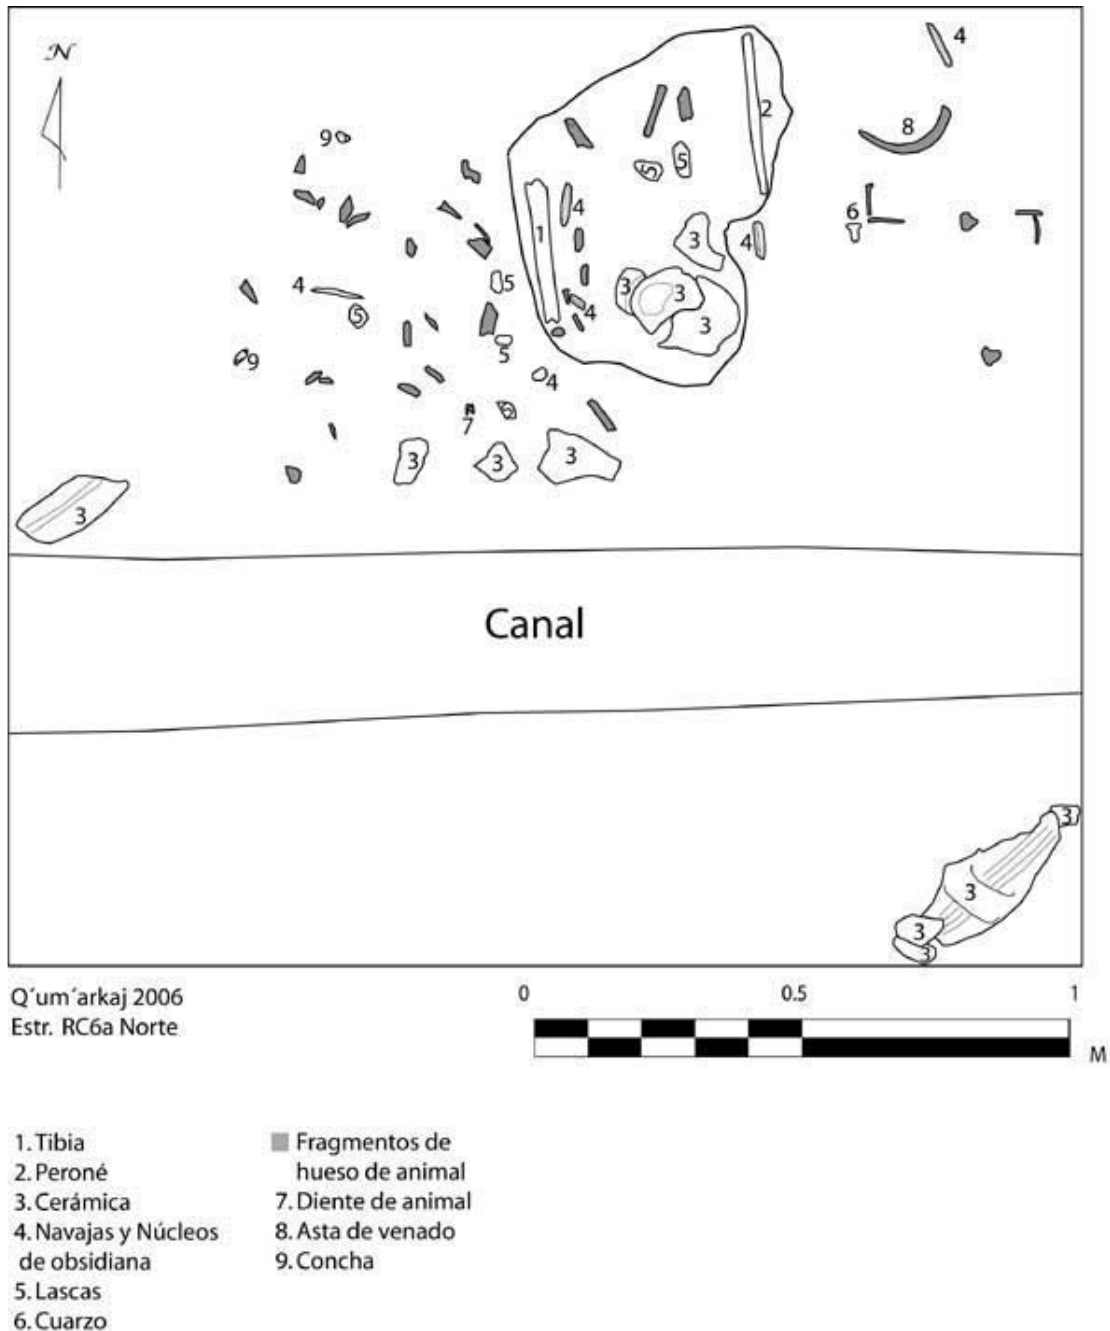 N
4
2
8
9
5 5
4
6
1 3 4
4 5 3 3
5 4 3
5
9
4
7
3 3 3
3
Canal
3
3
3
3
Q´um´arkaj 2006
Estr. RC6a Norte
0 0.5 1
M
1. Tibia
2. Peroné
3. Cerámica
4. Navajas y Núcleos
de obsidiana
5. Lascas
6. Cuarzo
Fragmentos de
hueso de animal
7. Diente de animal
8. Asta de venado
9. Concha